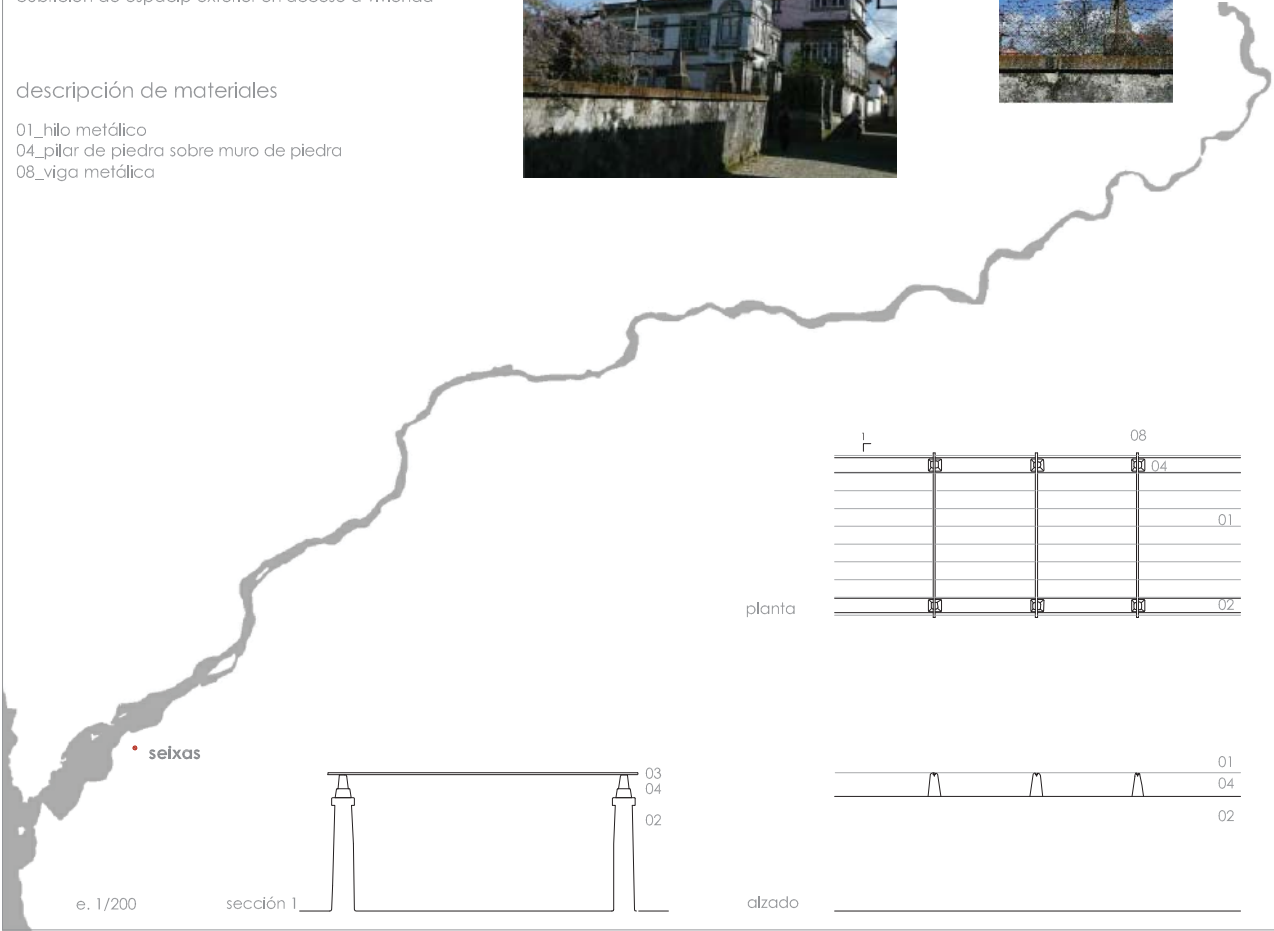 descripción de materiales
01_hilo metálico
04_pilar de piedra sobre muro de piedra
08_viga metálica
1
08
04
01
02
planta
seixas
03
04
02
01
04
02
e. 1/200
sección 1
alzado